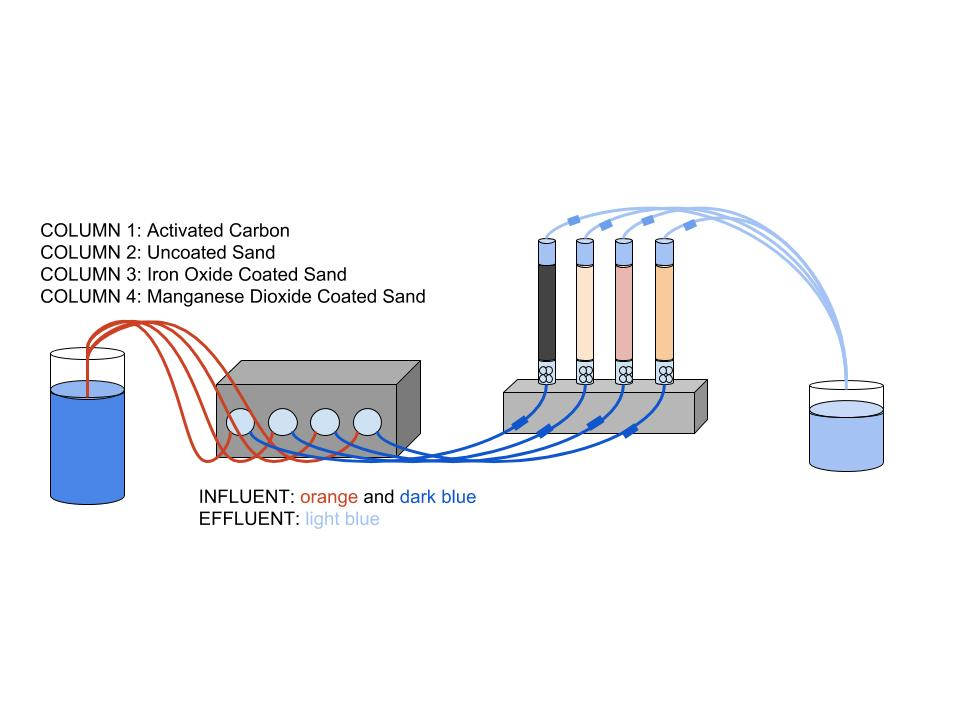 COLUMN 1: Activated Carbon
COLUMN 2: Uncoated Sand
COLUMN 3: Iron Oxide Coated Sand
COLUMN 4: Manganese Dioxide Coated Sand
INFLUENT: orange and dark blue
EFFLUENT: light blue